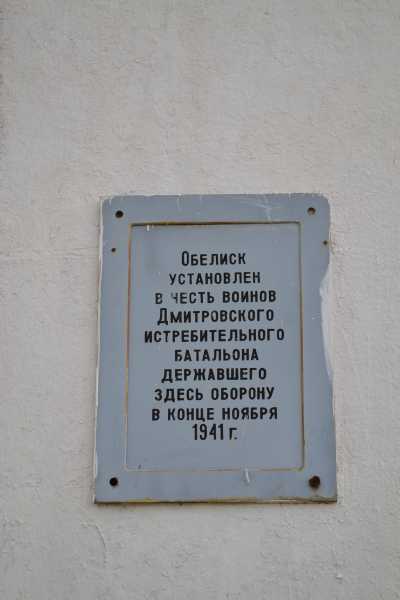 Обелиск
установлен
в честь воинов
Дмитровского
истребительного
батальона
державшего
здесь оборону
в конце ноября
1941 г.